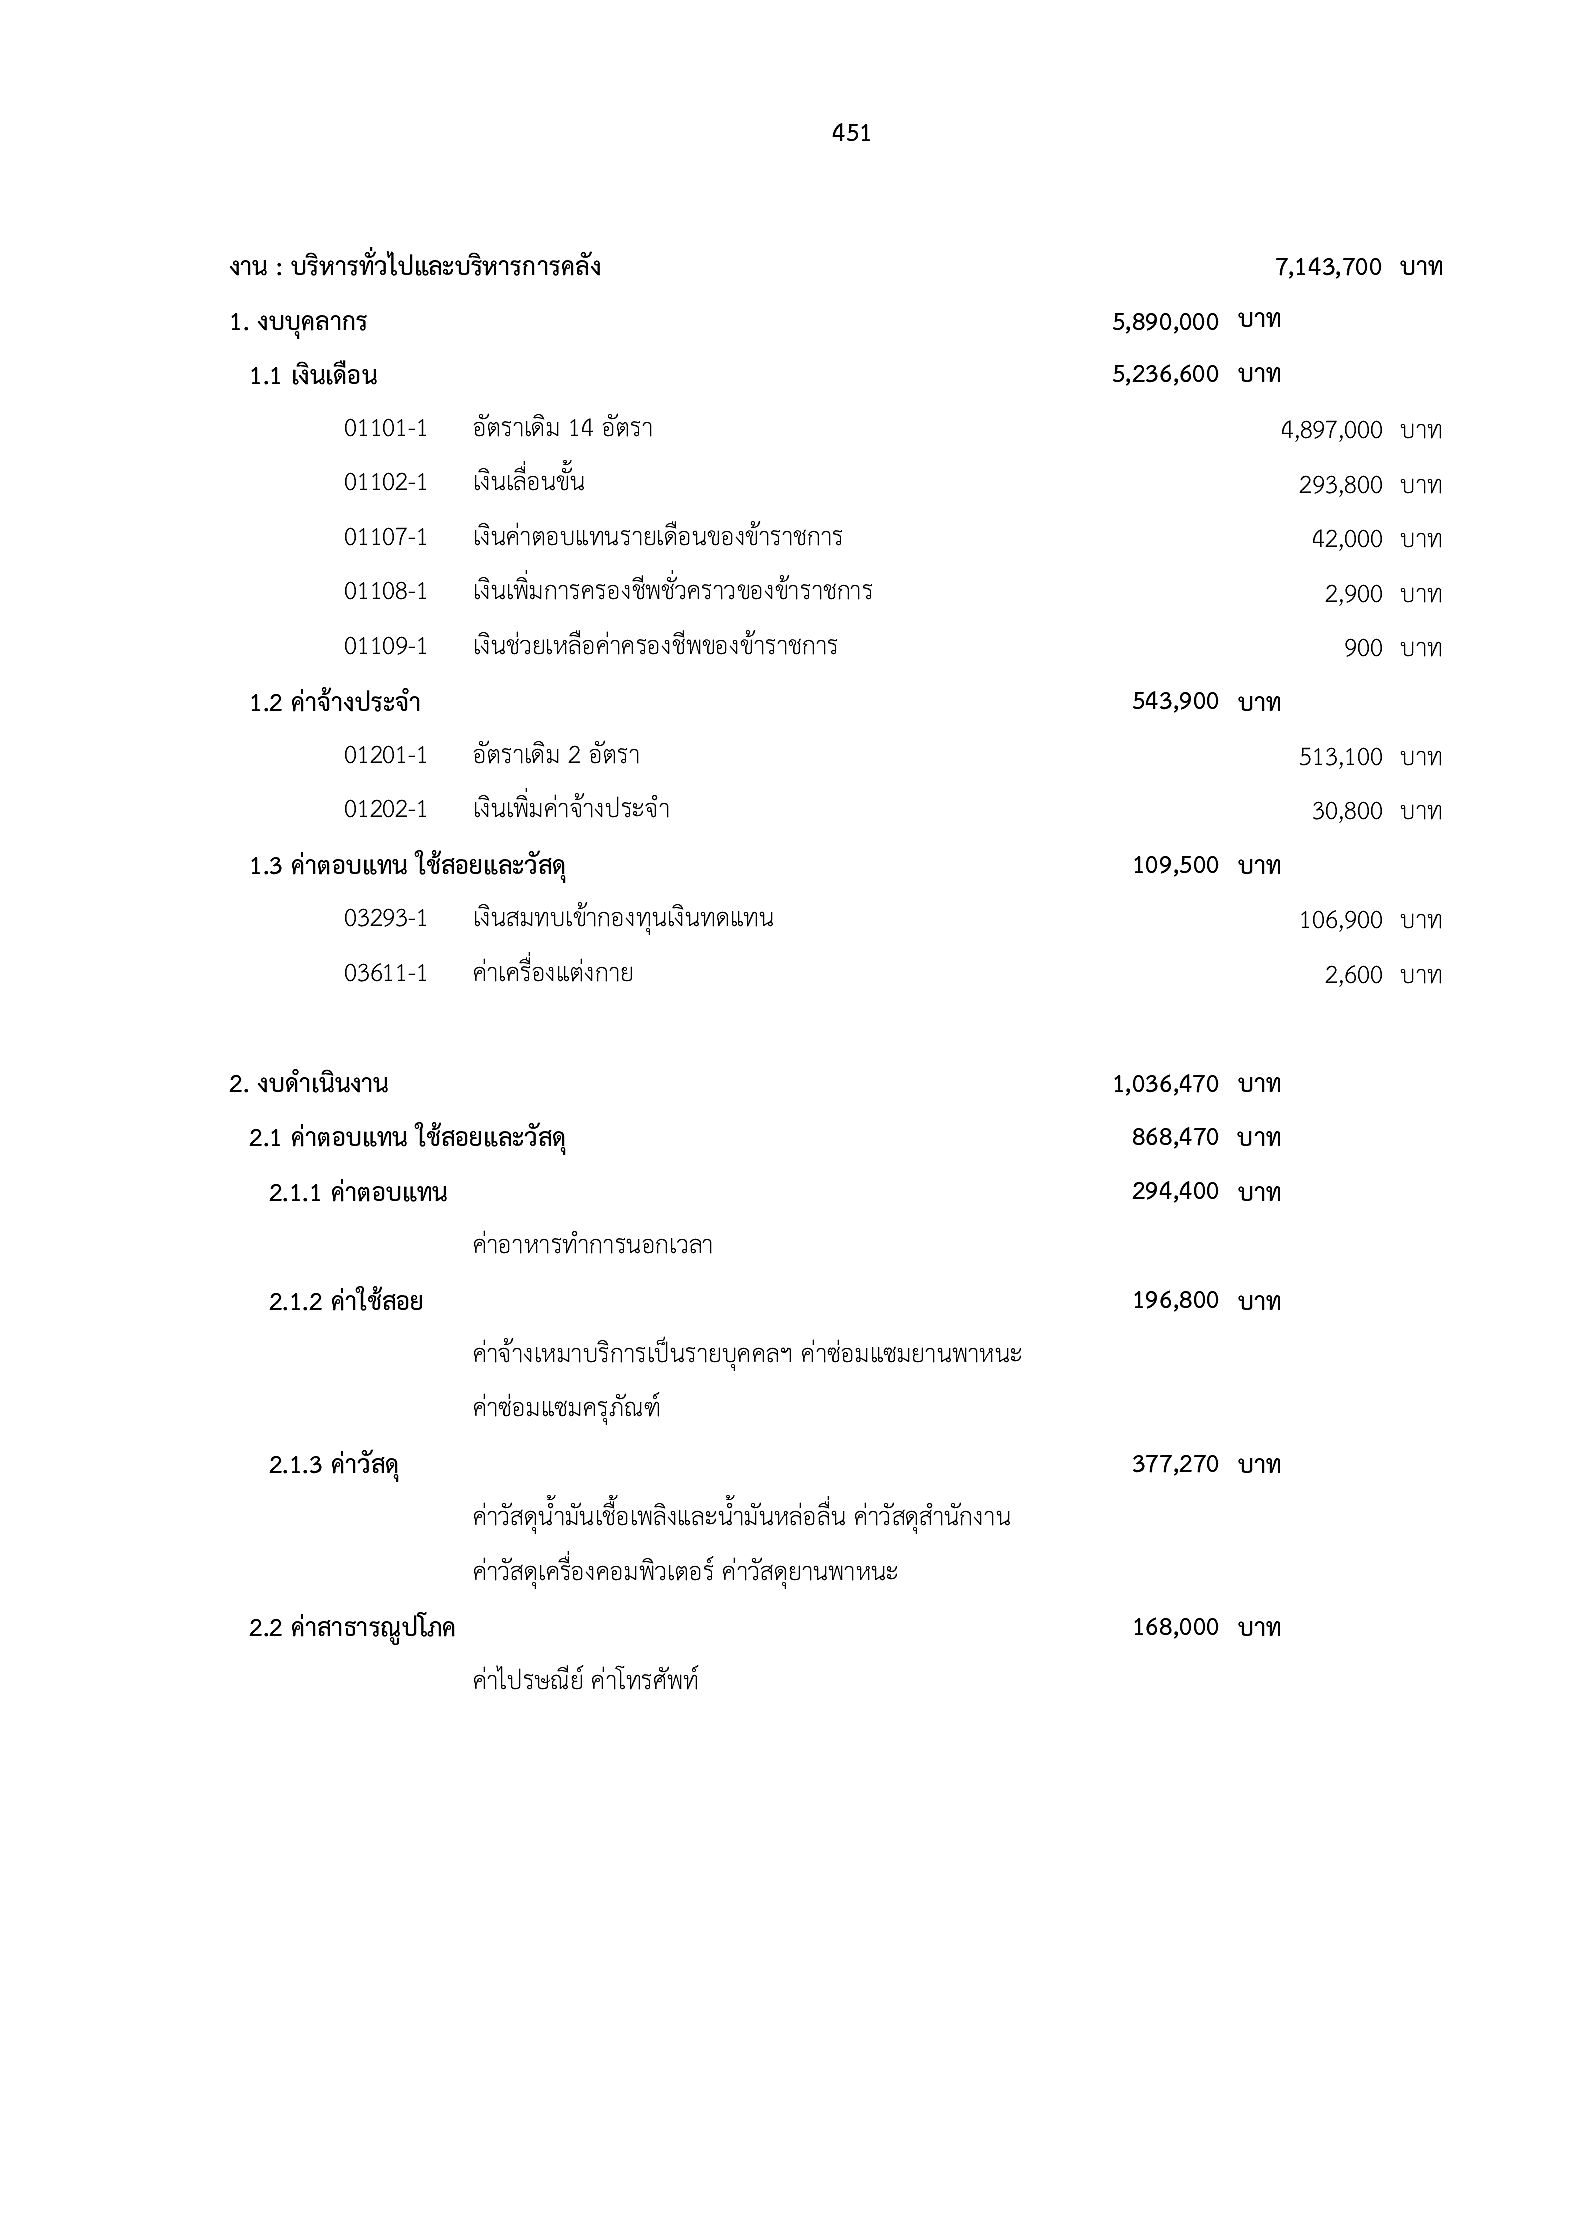 451
งาน : บริหารทั่วไปและบริหารการคลัง 7,143,700 บาท
1. งบบุคลากร 5,890,000 บาท
1.1 เงินเดือน 5,236,600 บาท
01101-1 อัตราเดิม 14 อัตรา 4,897,000 บาท
01102-1 เงินเลื่อนขั้น 293,800 บาท
01107-1 เงินค่าตอบแทนรายเดือนของข้าราชการ 42,000 บาท
01108-1 เงินเพิ่มการครองชีพชั่วคราวของข้าราชการ 2,900 บาท
01109-1 เงินช่วยเหลือค่าครองชีพของข้าราชการ 900 บาท
1.2 ค่าจ้างประจำ 543,900 บาท
01201-1 อัตราเดิม 2 อัตรา 513,100 บาท
01202-1 เงินเพิ่มค่าจ้างประจำ 30,800 บาท
1.3 ค่าตอบแทน ใช้สอยและวัสดุ 109,500 บาท
03293-1 เงินสมทบเข้ากองทุนเงินทดแทน 106,900 บาท
03611-1 ค่าเครื่องแต่งกาย 2,600 บาท
2. งบดำเนินงาน 1,036,470 บาท
2.1 ค่าตอบแทน ใช้สอยและวัสดุ 868,470 บาท
2.1.1 ค่าตอบแทน 294,400 บาท
ค่าอาหารทำการนอกเวลา
2.1.2 ค่าใช้สอย 196,800 บาท
ค่าจ้างเหมาบริการเป็นรายบุคคลฯ ค่าซ่อมแซมยานพาหนะ
ค่าซ่อมแซมครุภัณฑ์
2.1.3 ค่าวัสดุ 377,270 บาท
ค่าวัสดุน้ำมันเชื้อเพลิงและน้ำมันหล่อลื่น ค่าวัสดุสำนักงาน
ค่าวัสดุเครื่องคอมพิวเตอร์ ค่าวัสดุยานพาหนะ
2.2 ค่าสาธารณูปโภค 168,000 บาท
ค่าไปรษณีย์ ค่าโทรศัพท์